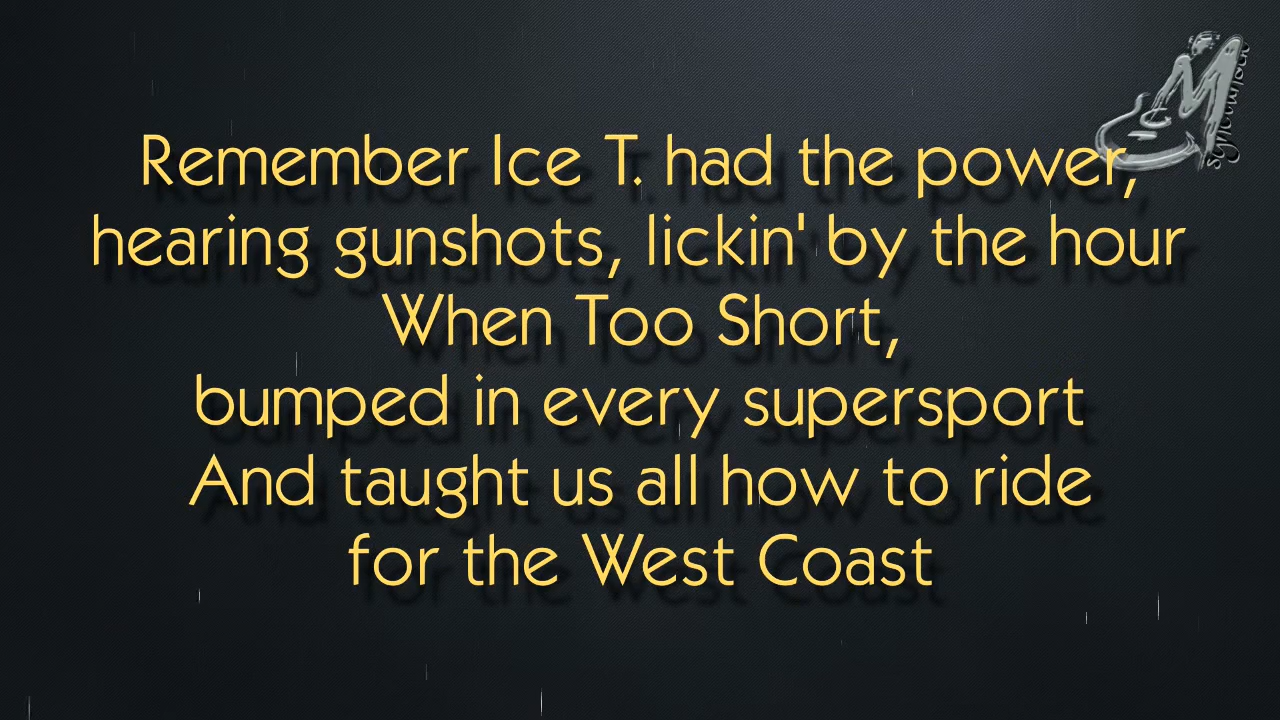 Remember Ice T. had the power,
hearing gunshots, lickin' by the hour
When Too Short,
bumped in every supersport
And taught us all how to ride
for the West Coast